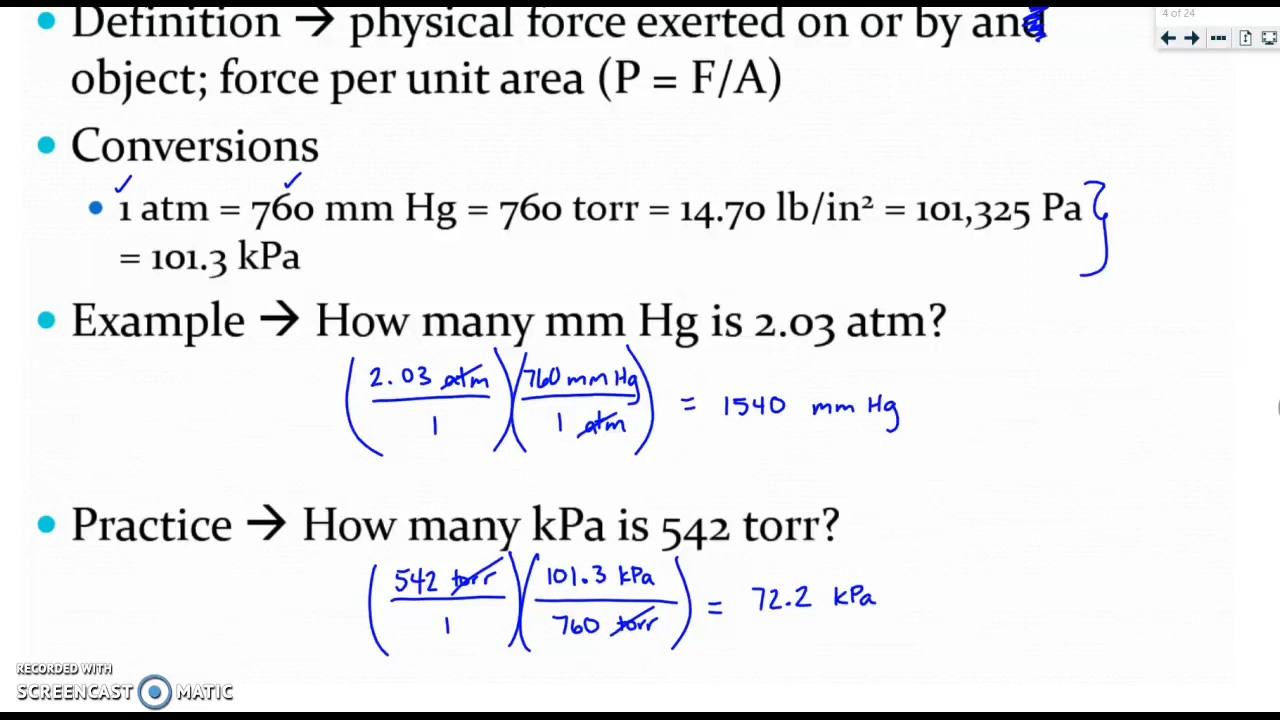 • Definition → physical force exerted on or by and
4 of 24
object; force per unit area (P = F/A)
• Conversions
• 1 atm = 760 mm Hg = 760 torr = 14.70 lb/in² = 101,325 Pa
= 101.3 kPa
• Example → How many mm Hg is 2.03 atm?
(2.03 atm / 1)(760 mm Hg / 1 atm) = 1540 mm Hg
• Practice → How many kPa is 542 torr?
(542 torr / 1)(101.3 kPa / 760 torr) = 72.2 kPa
RECORDED WITH
SCREENCAST MATIC